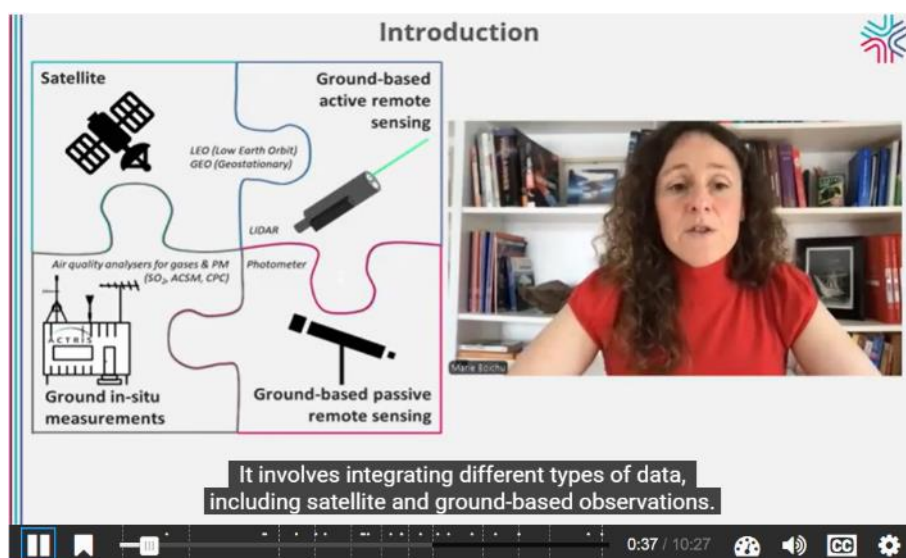 Introduction
Satellite
LEO (Low Earth Orbit)
GEO (Geostationary)
Ground-based
active remote
sensing
LIDAR
Air quality analysers for gases & PM
(SO₂, ACSM, CPC)
ACTRIS
Ground in-situ
measurements
Photometer
Ground-based passive
remote sensing
Marie Boichu
It involves integrating different types of data,
including satellite and ground-based observations.
0:37 / 10:27
CC